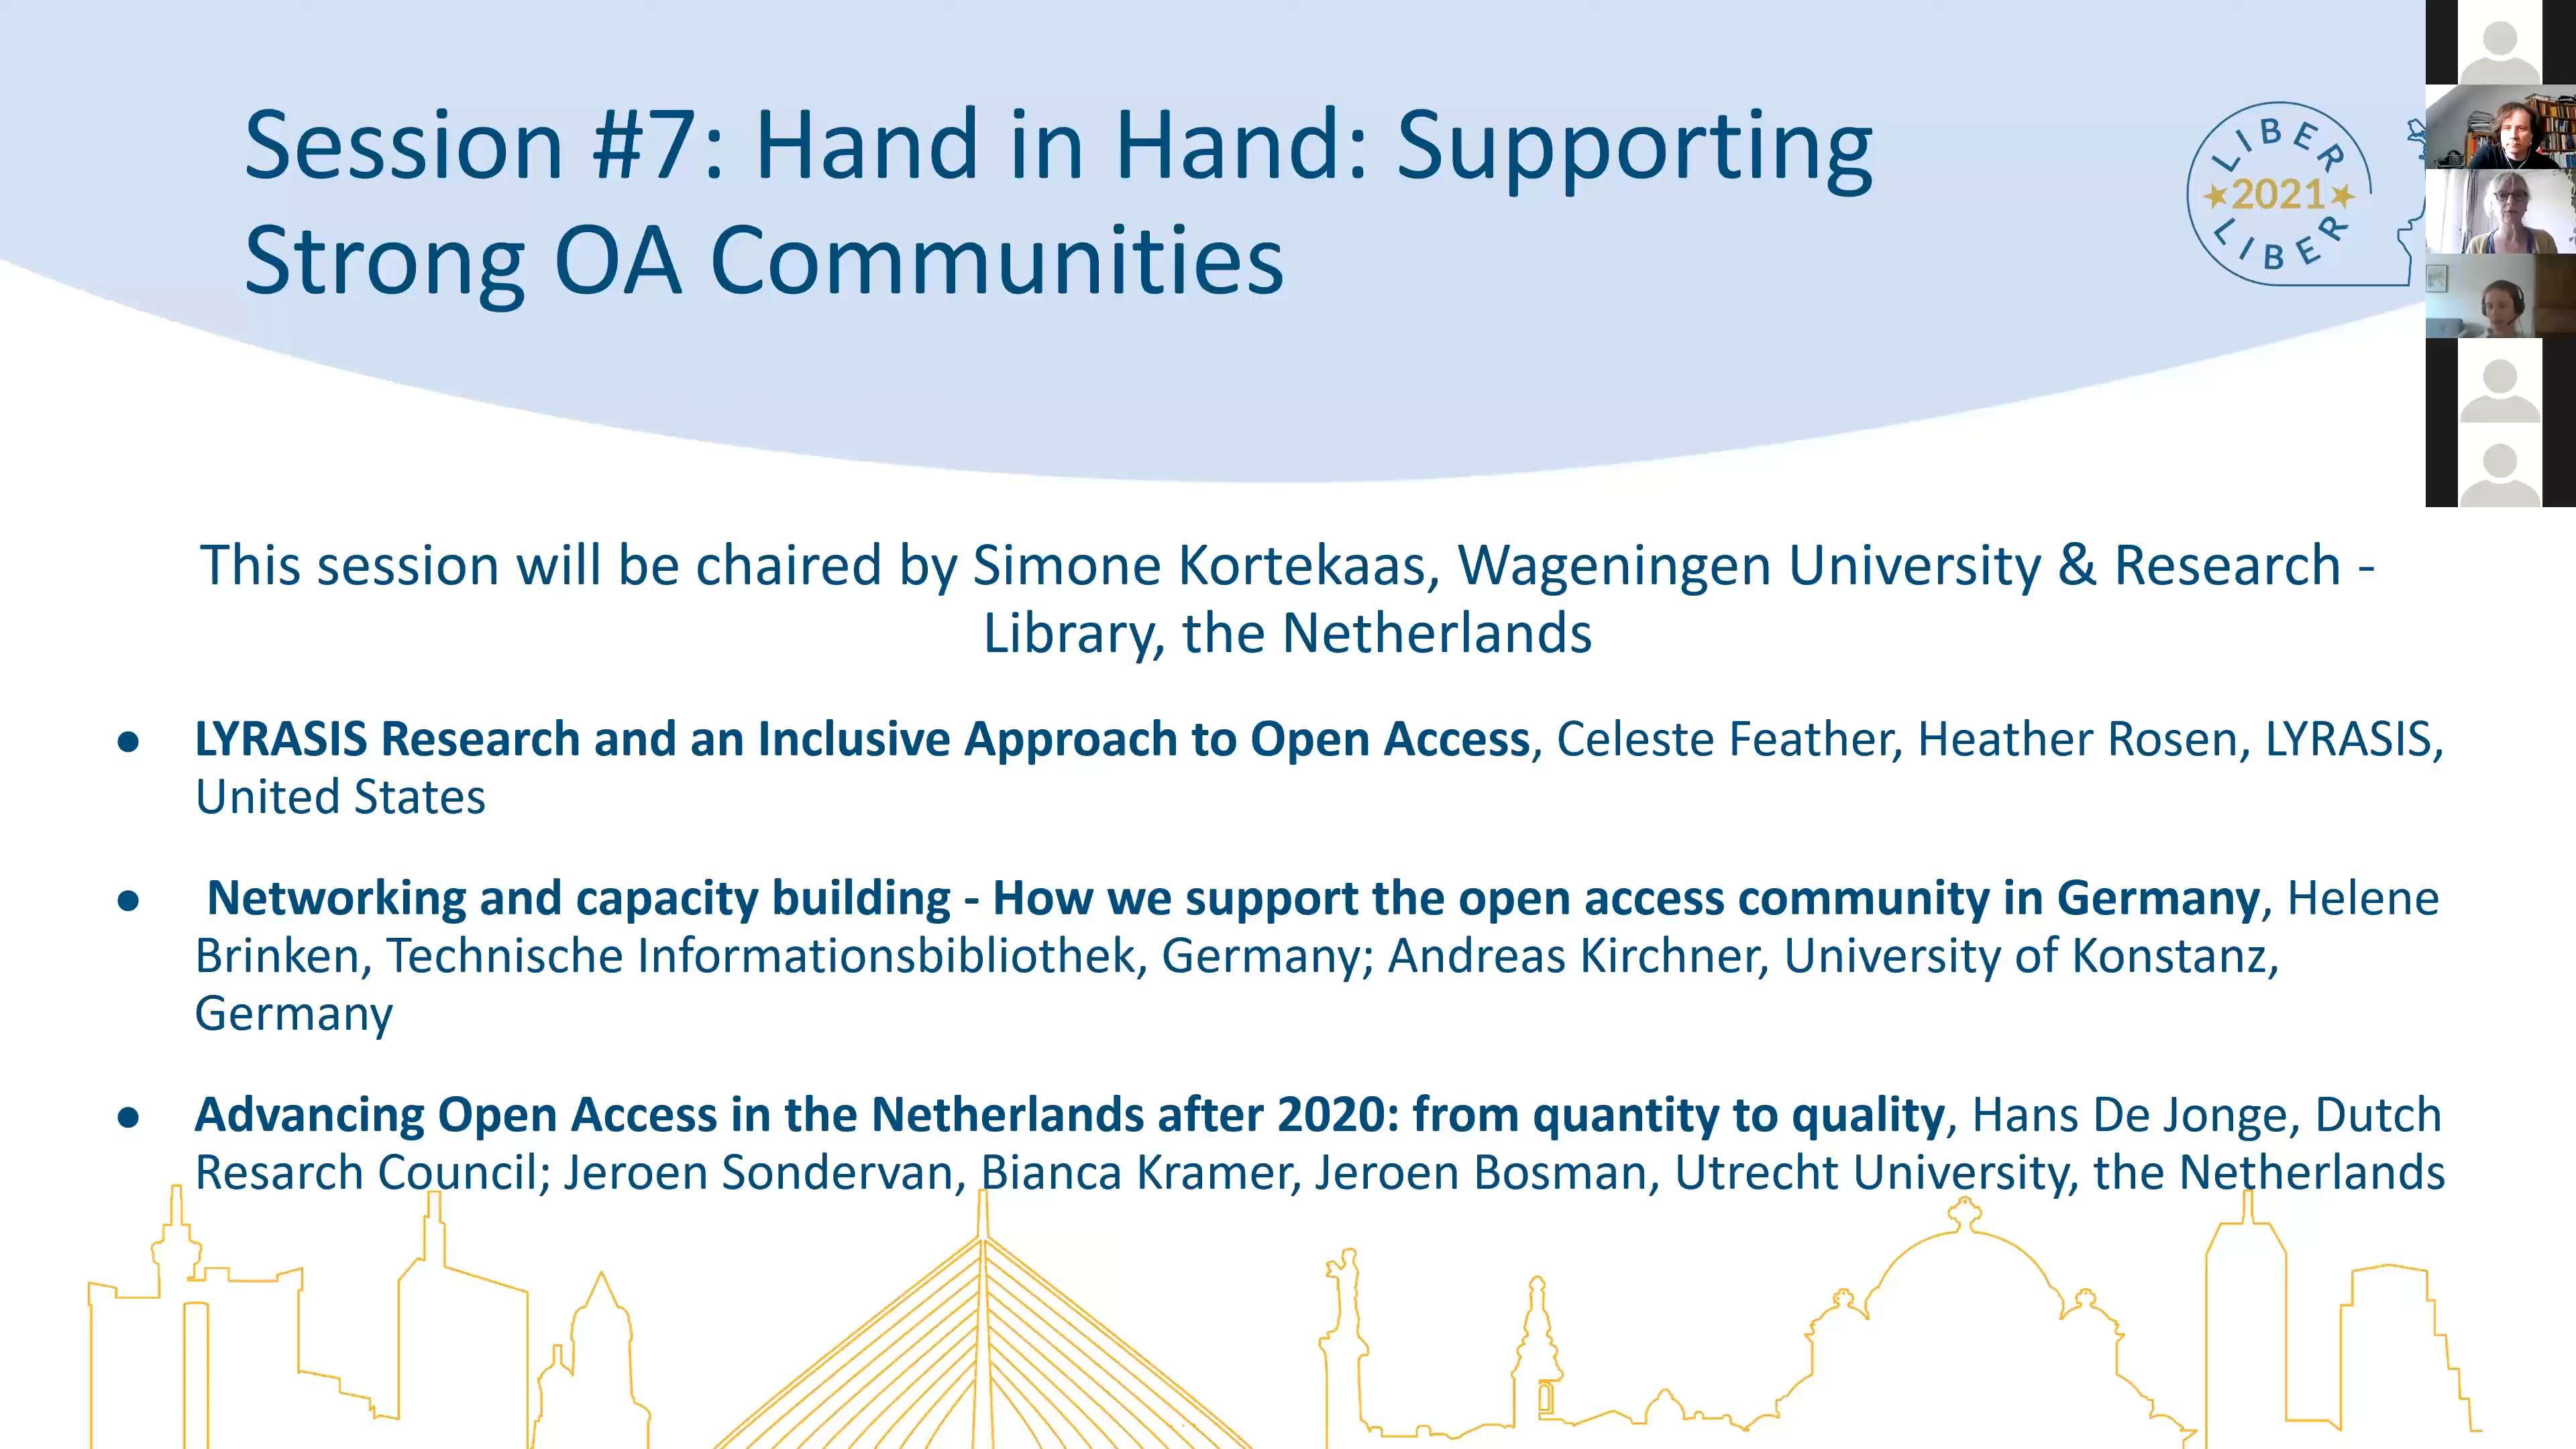 Session #7: Hand in Hand: Supporting
Strong OA Communities
LIBER
2021
LIBER
This session will be chaired by Simone Kortekaas, Wageningen University & Research -
Library, the Netherlands
● LYRASIS Research and an Inclusive Approach to Open Access, Celeste Feather, Heather Rosen, LYRASIS,
United States
● Networking and capacity building - How we support the open access community in Germany, Helene
Brinken, Technische Informationsbibliothek, Germany; Andreas Kirchner, University of Konstanz,
Germany
● Advancing Open Access in the Netherlands after 2020: from quantity to quality, Hans De Jonge, Dutch
Resarch Council; Jeroen Sondervan, Bianca Kramer, Jeroen Bosman, Utrecht University, the Netherlands